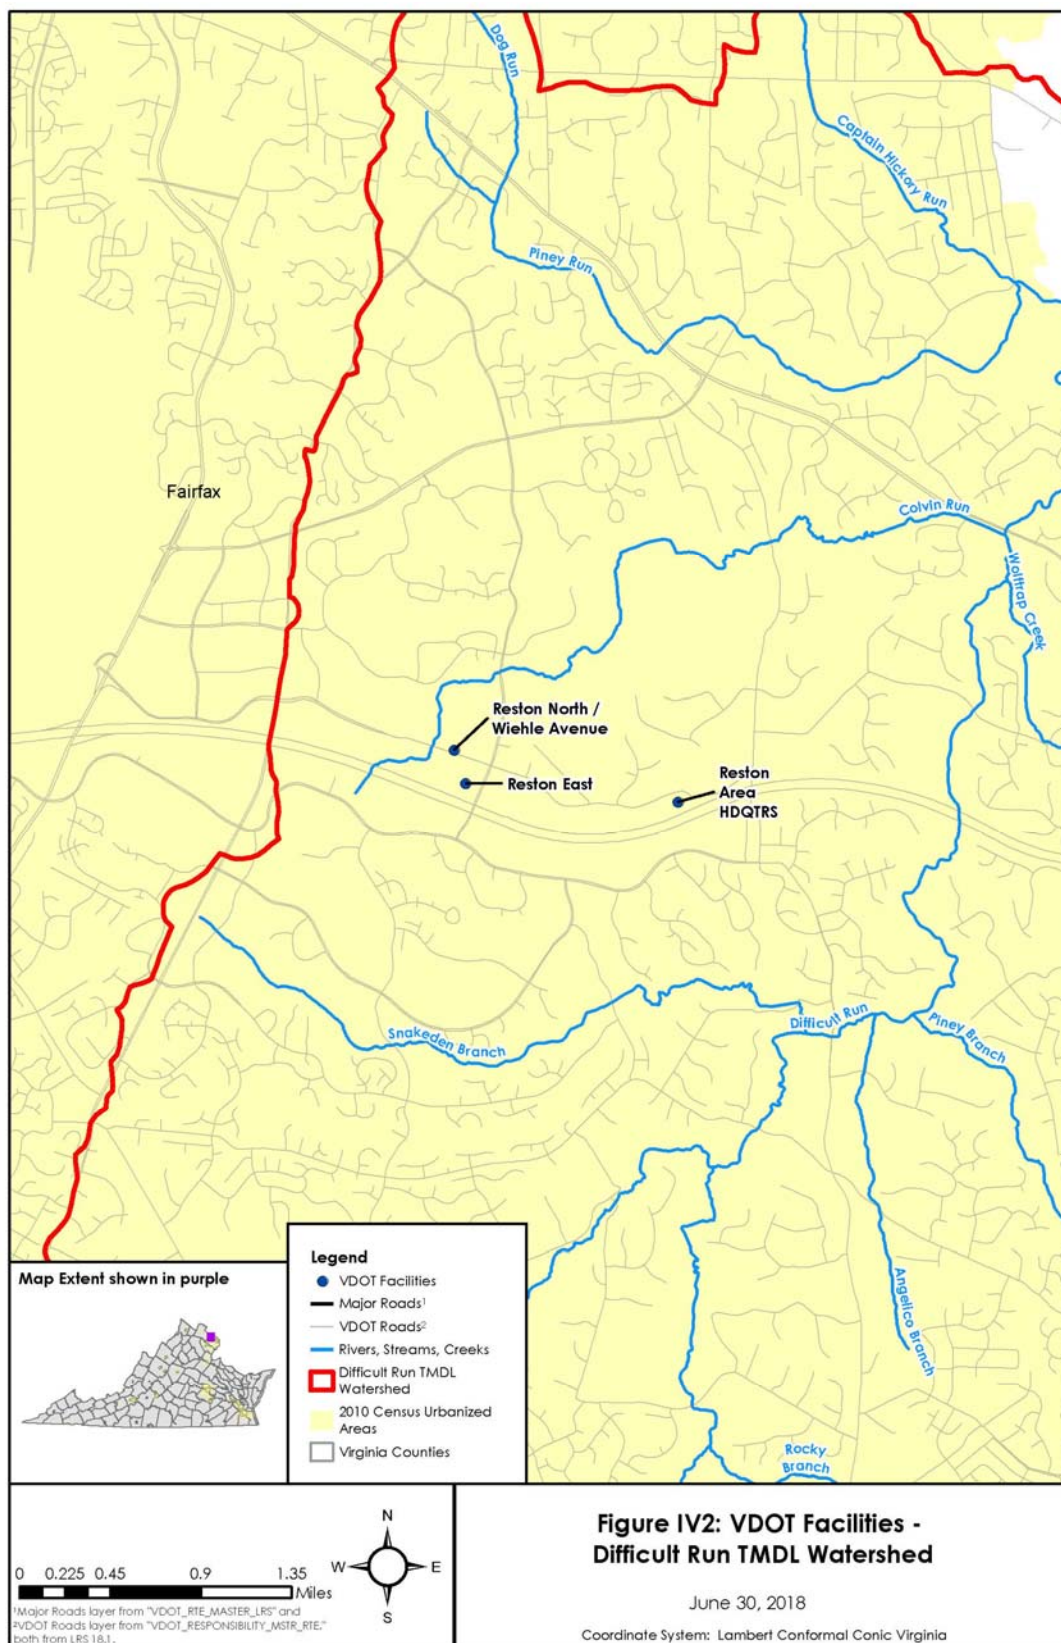 Dog Run
Captain Hickory Run
Piney Run
Fairfax
Colvin Run
Wolftrap Creek
Reston North /
Wiehle Avenue
Reston East
Reston
Area
HDQTRS
Snakeden Branch
Difficult Run
Piney Branch
Angelico Branch
Rocky
Branch
Map Extent shown in purple
Legend
VDOT Facilities
Major Roads¹
VDOT Roads²
Rivers, Streams, Creeks
Difficult Run TMDL
Watershed
2010 Census Urbanized
Areas
Virginia Counties
0 0.225 0.45 0.9 1.35
Miles
N
W E
S
¹Major Roads layer from "VDOT_RTE_MASTER_LRS" and
²VDOT Roads layer from "VDOT_RESPONSIBILITY_MSTR_RTE,"
both from LRS 18.1.
Figure IV2: VDOT Facilities -
Difficult Run TMDL Watershed
June 30, 2018
Coordinate System: Lambert Conformal Conic Virginia